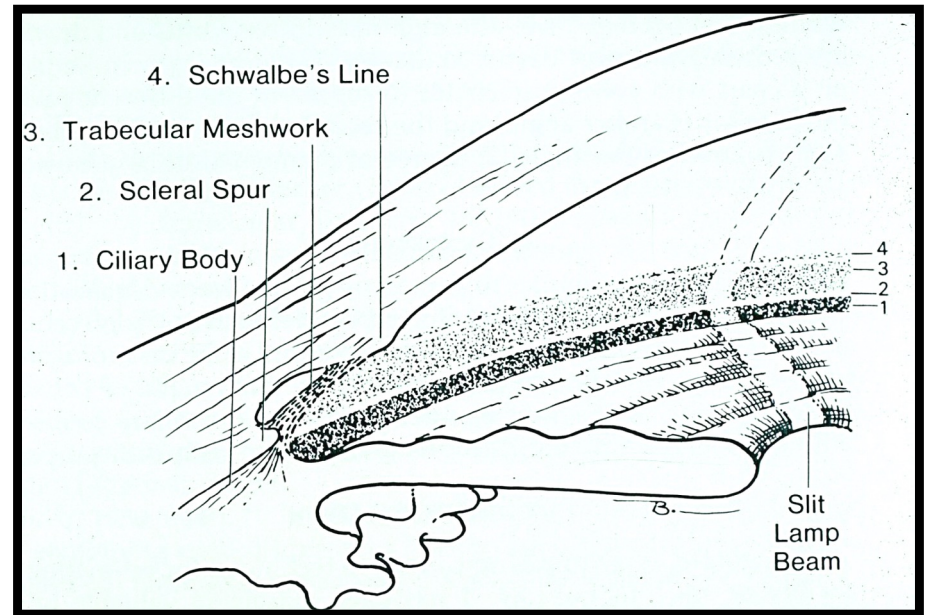 4. Schwalbe's Line
3. Trabecular Meshwork
2. Scleral Spur
1. Ciliary Body
4
3
2
1
B.
Slit
Lamp
Beam